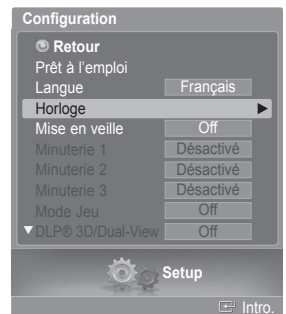 Configuration
Retour
Prêt à l'emploi
Langue Français
Horloge
Mise en veille Off
Minuterie 1 Désactivé
Minuterie 2 Désactivé
Minuterie 3 Désactivé
Mode Jeu Off
DLP® 3D/Dual-View Off
Setup
Intro.